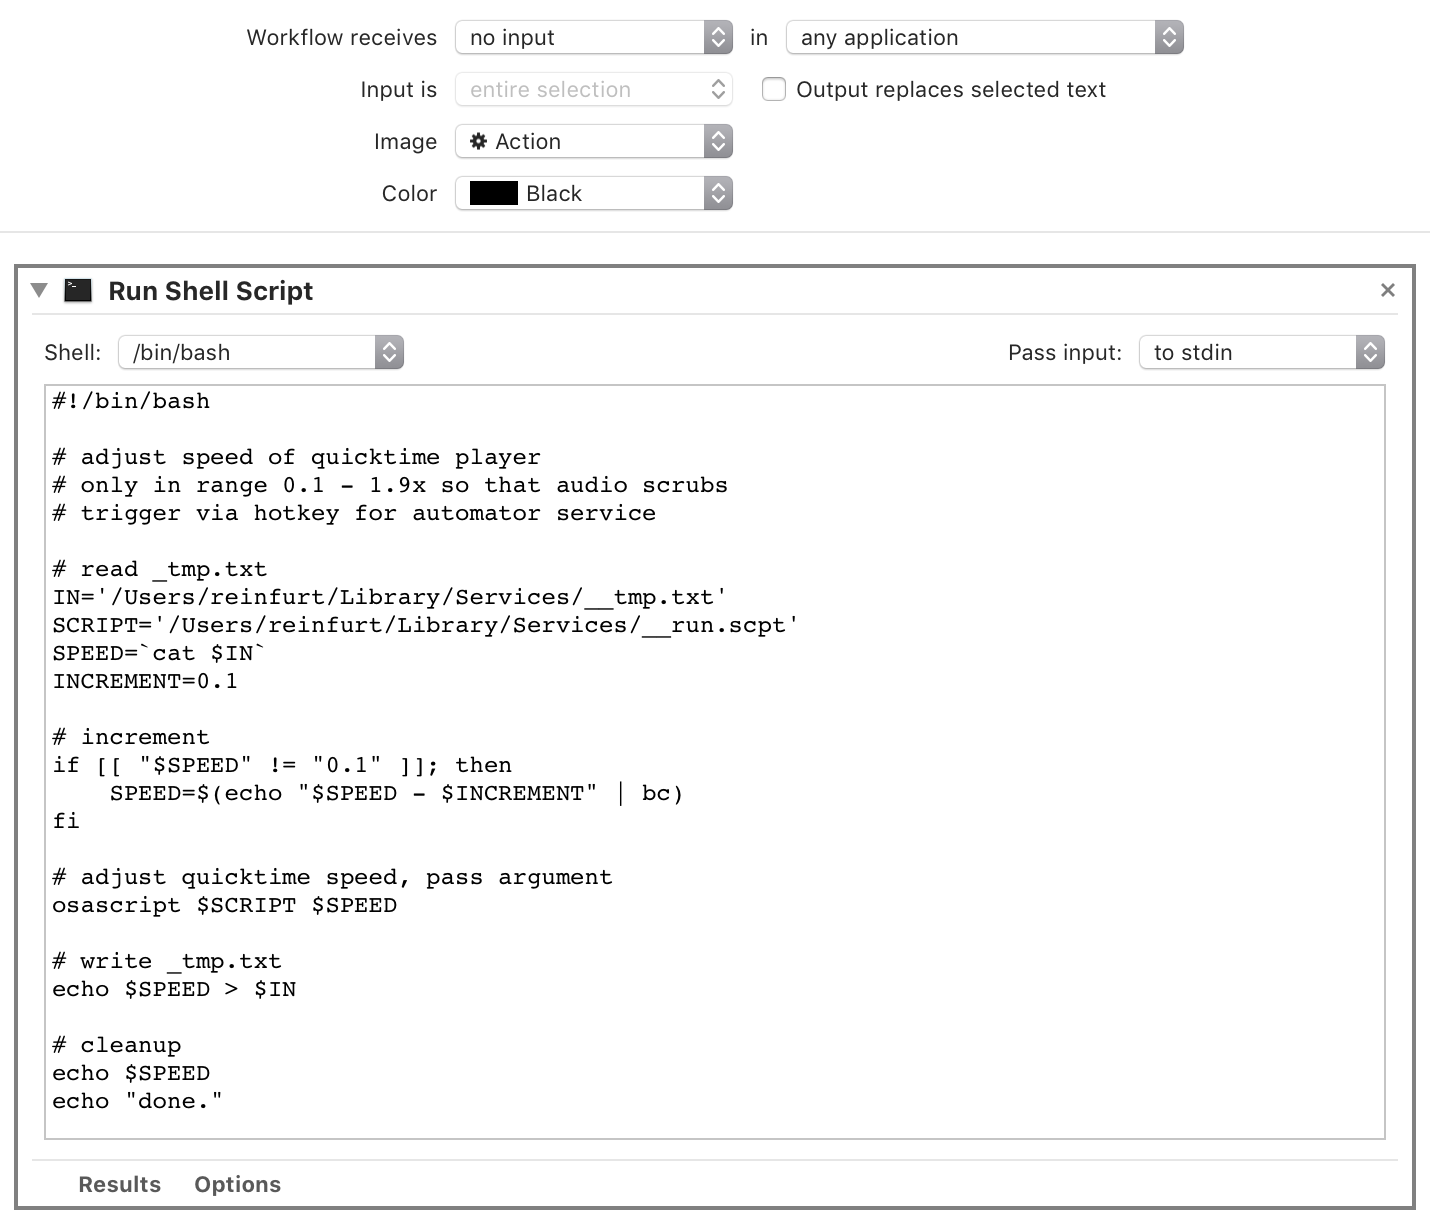 Workflow receives no input in any application
Input is entire selection Output replaces selected text
Image Action
Color Black
Run Shell Script
Shell: /bin/bash Pass input: to stdin
#!/bin/bash
# adjust speed of quicktime player
# only in range 0.1 - 1.9x so that audio scrubs
# trigger via hotkey for automator service
# read _tmp.txt
IN='/Users/reinfurt/Library/Services/__tmp.txt'
SCRIPT='/Users/reinfurt/Library/Services/__run.scpt'
SPEED=`cat $IN`
INCREMENT=0.1
# increment
if [[ "$SPEED" != "0.1" ]]; then
    SPEED=$(echo "$SPEED - $INCREMENT" | bc)
fi
# adjust quicktime speed, pass argument
osascript $SCRIPT $SPEED
# write _tmp.txt
echo $SPEED > $IN
# cleanup
echo $SPEED
echo "done."
Results Options